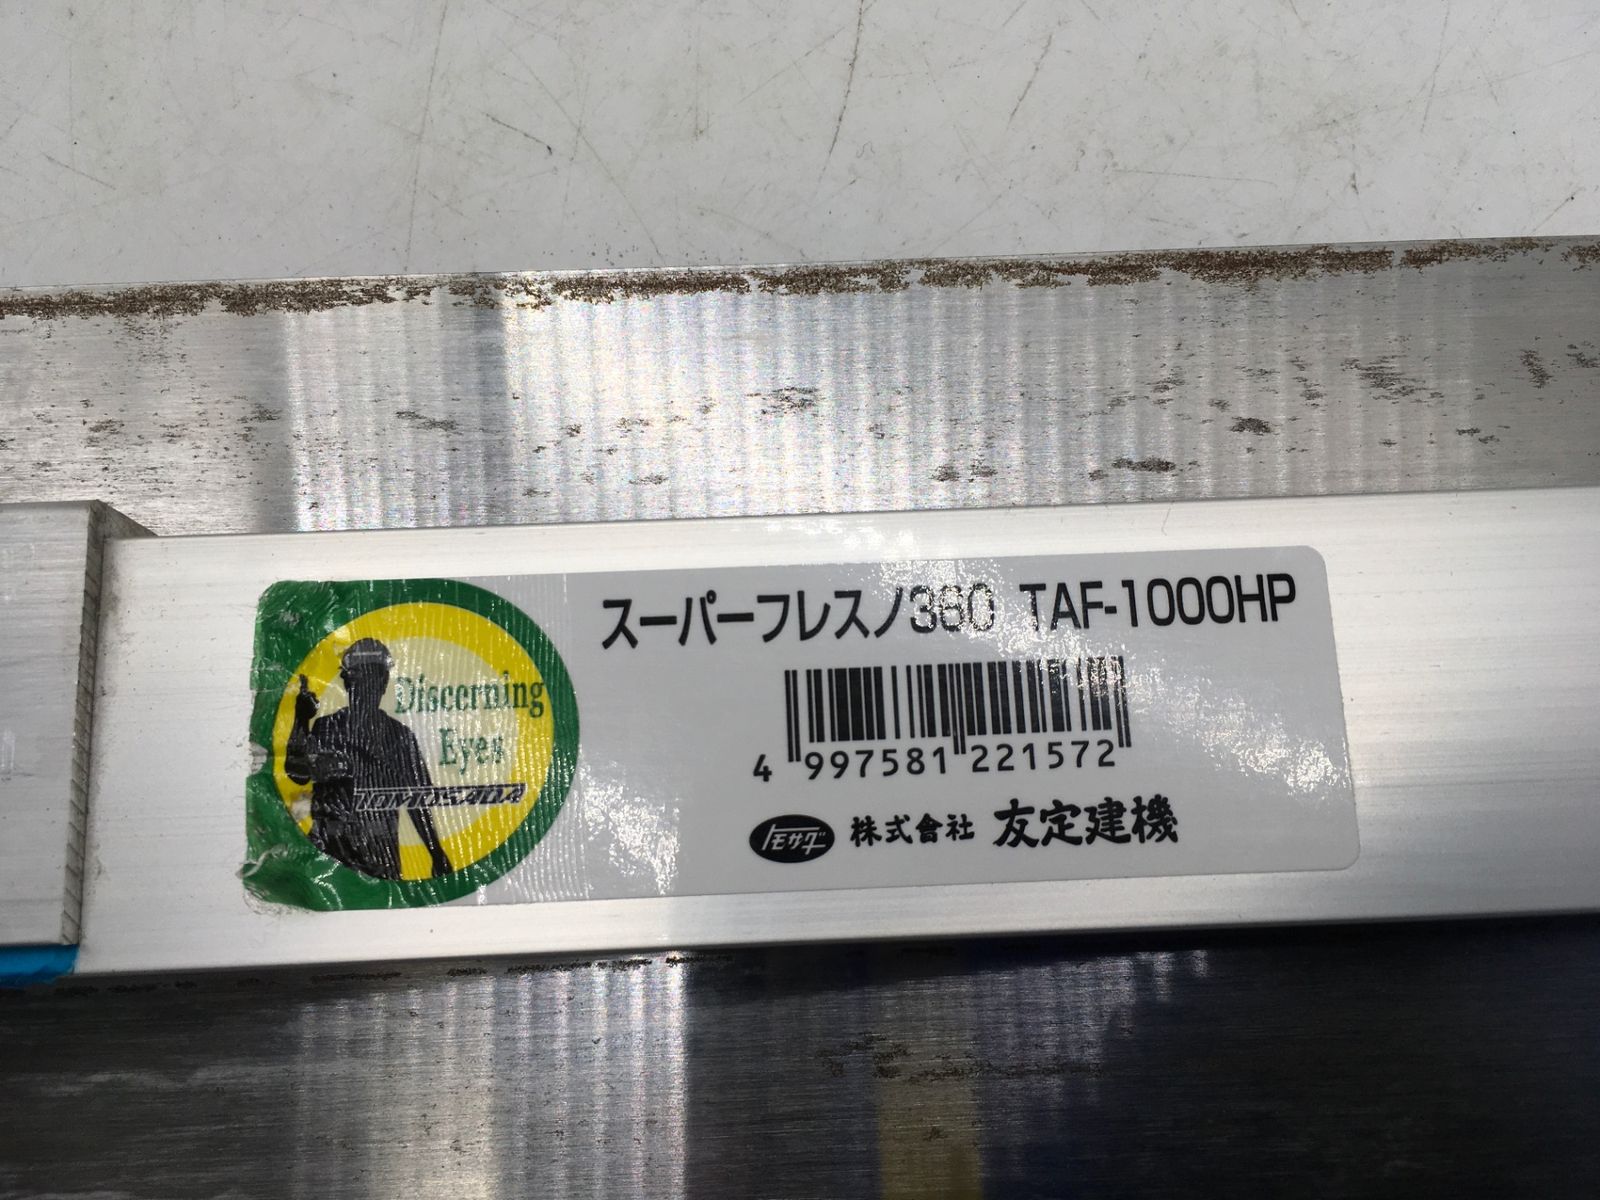 スーパーフレスノ360 TAF-1000HP
Discerning
Eyes
TOMOSADA
4 997581 221572
トモサダ 株式會社 友定建機